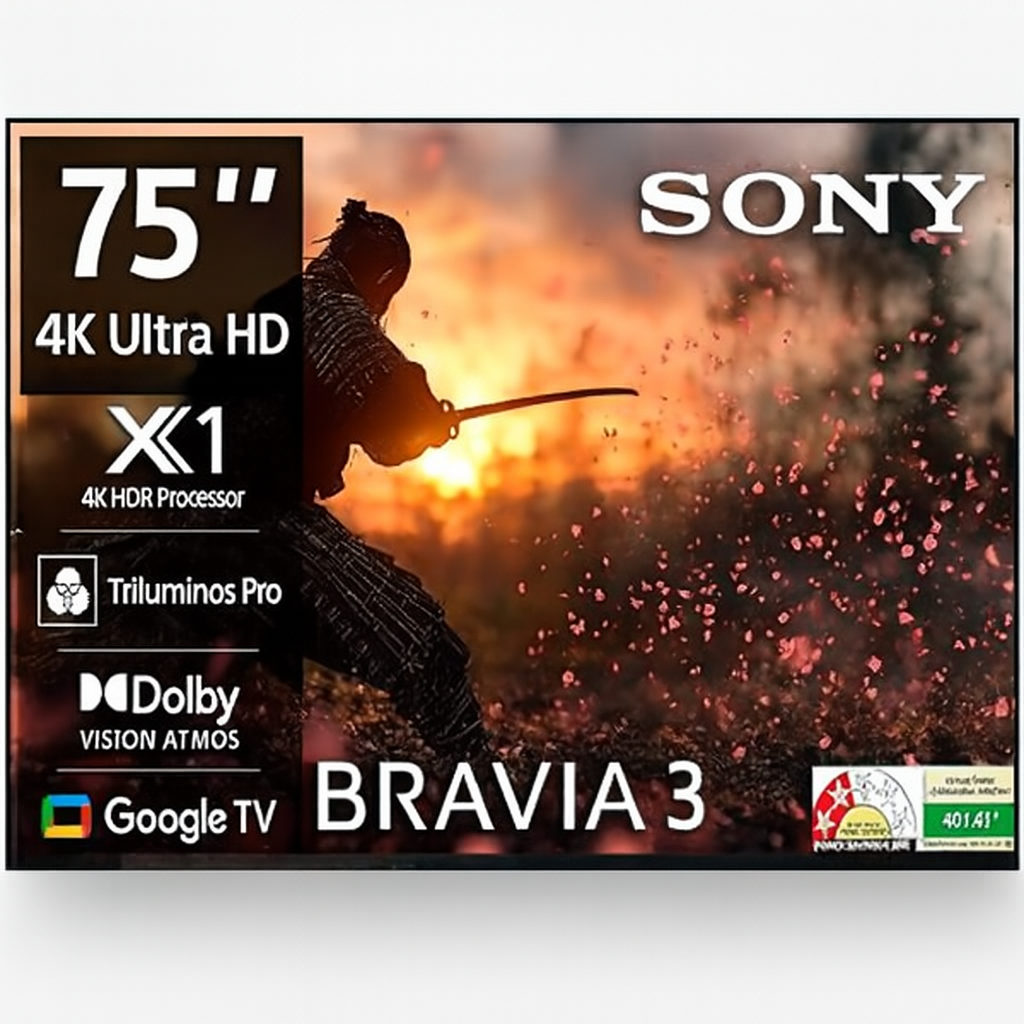 75"
4K Ultra HD
SONY
X1
4K HDR Processor
Triluminos Pro
Dolby
VISION ATMOS
Google TV
BRAVIA 3